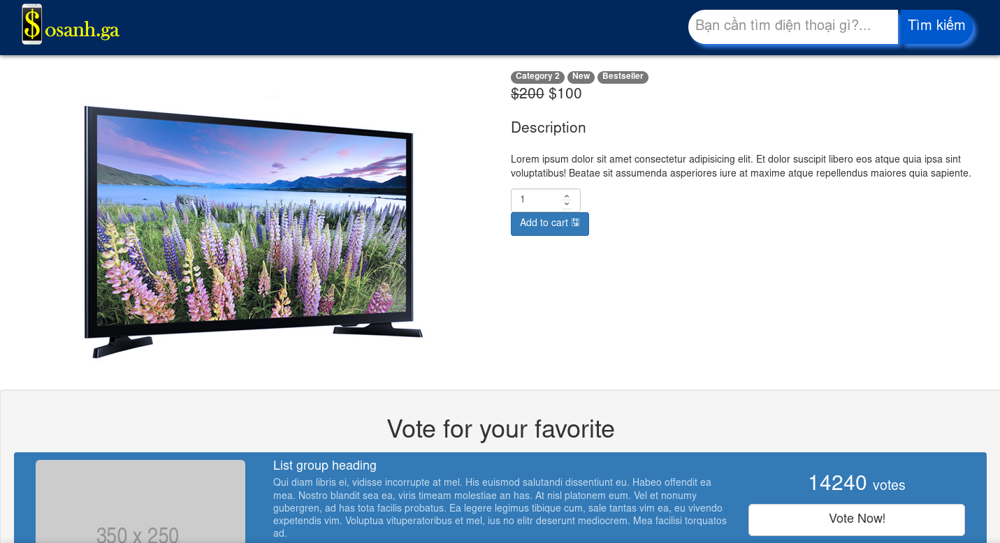 $osanh.ga
Bạn cần tìm điện thoại gì?...
Tìm kiếm
Category 2 New Bestseller
$200 $100
Description
Lorem ipsum dolor sit amet consectetur adipisicing elit. Et dolor suscipit libero eos atque quia ipsa sint
voluptatibus! Beatae sit assumenda asperiores iure at maxime atque repellendus maiores quia sapiente.
1
Add to cart
Vote for your favorite
350 x 250
List group heading
Qui diam libris ei, vidisse incorrupte at mel. His euismod salutandi dissentiunt eu. Habeo offendit ea
mea. Nostro blandit sea ea, viris timeam molestiae an has. At nisl platonem eum. Vel et nonumy
gubergren, ad has tota facilis probatus. Ea legere legimus tibique cum, sale tantas vim ea, eu vivendo
expetendis vim. Voluptua vituperatoribus et mel, ius no elitr deserunt mediocrem. Mea facilisi torquatos
ad.
14240 votes
Vote Now!